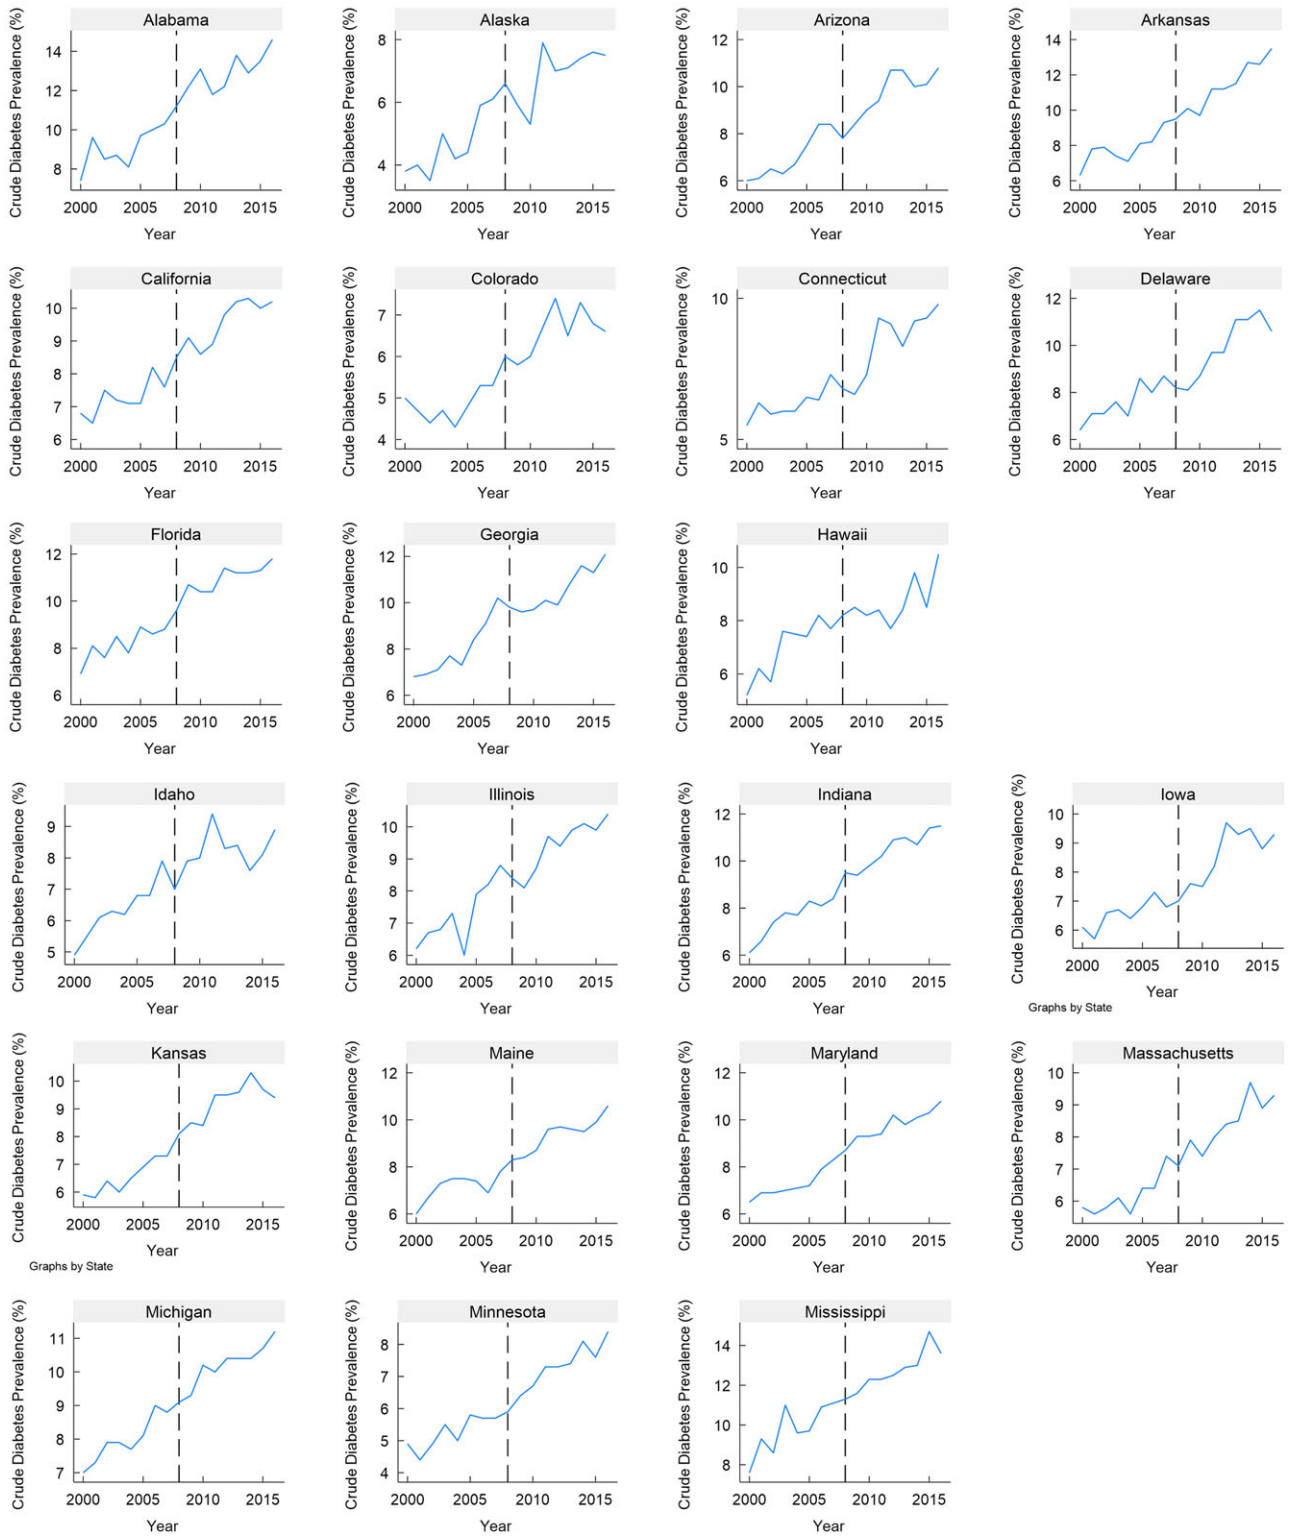 Alabama
Crude Diabetes Prevalence (%)
14
12
10
8
2000 2005 2010 2015
Year
Alaska
Crude Diabetes Prevalence (%)
8
6
4
2000 2005 2010 2015
Year
Arizona
Crude Diabetes Prevalence (%)
12
10
8
6
2000 2005 2010 2015
Year
Arkansas
Crude Diabetes Prevalence (%)
14
12
10
8
6
2000 2005 2010 2015
Year
California
Crude Diabetes Prevalence (%)
10
9
8
7
6
2000 2005 2010 2015
Year
Colorado
Crude Diabetes Prevalence (%)
7
6
5
4
2000 2005 2010 2015
Year
Connecticut
Crude Diabetes Prevalence (%)
10
5
2000 2005 2010 2015
Year
Delaware
Crude Diabetes Prevalence (%)
12
10
8
6
2000 2005 2010 2015
Year
Florida
Crude Diabetes Prevalence (%)
12
10
8
6
2000 2005 2010 2015
Year
Georgia
Crude Diabetes Prevalence (%)
12
10
8
6
2000 2005 2010 2015
Year
Hawaii
Crude Diabetes Prevalence (%)
10
8
6
2000 2005 2010 2015
Year
Idaho
Crude Diabetes Prevalence (%)
9
8
7
6
5
2000 2005 2010 2015
Year
Illinois
Crude Diabetes Prevalence (%)
10
9
8
7
6
2000 2005 2010 2015
Year
Indiana
Crude Diabetes Prevalence (%)
12
10
8
6
2000 2005 2010 2015
Year
Iowa
Crude Diabetes Prevalence (%)
10
9
8
7
6
2000 2005 2010 2015
Year
Graphs by State
Kansas
Crude Diabetes Prevalence (%)
10
9
8
7
6
2000 2005 2010 2015
Year
Graphs by State
Maine
Crude Diabetes Prevalence (%)
12
10
8
6
2000 2005 2010 2015
Year
Maryland
Crude Diabetes Prevalence (%)
12
10
8
6
2000 2005 2010 2015
Year
Massachusetts
Crude Diabetes Prevalence (%)
10
9
8
7
6
2000 2005 2010 2015
Year
Michigan
Crude Diabetes Prevalence (%)
11
10
9
8
7
2000 2005 2010 2015
Year
Minnesota
Crude Diabetes Prevalence (%)
8
7
6
5
4
2000 2005 2010 2015
Year
Mississippi
Crude Diabetes Prevalence (%)
14
12
10
8
2000 2005 2010 2015
Year